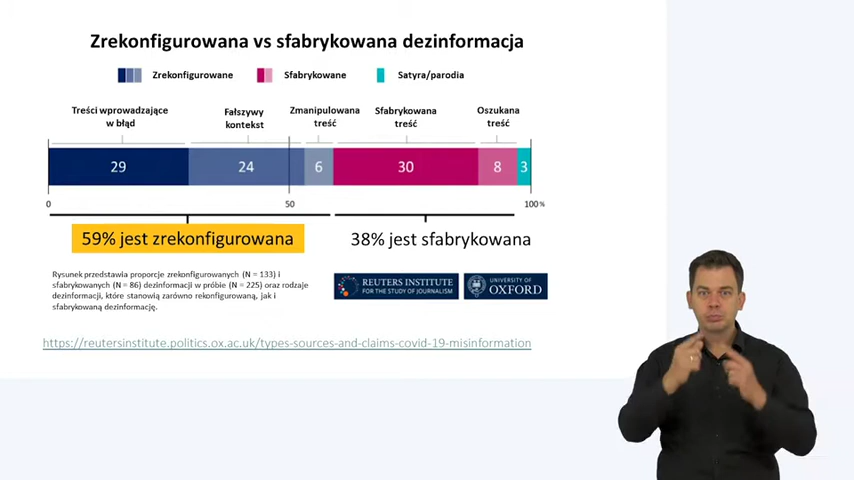 Zrekonfigurowana vs sfabrykowana dezinformacja
Zrekonfigurowane
Sfabrykowane
Satyra/parodia
Treści wprowadzające
w błąd
Fałszywy
kontekst
Zmanipulowana
treść
Sfabrykowana
treść
Oszukana
treść
29
24
6
30
8
3
0
50
100%
59% jest zrekonfigurowana
38% jest sfabrykowana
Rysunek przedstawia proporcje zrekonfigurowanych (N = 133) i
sfabrykowanych (N = 86) dezinformacji w próbie (N = 225) oraz rodzaje
dezinformacji, które stanowią zarówno rekonfigurowaną, jak i
sfabrykowaną dezinformację.
REUTERS INSTITUTE
FOR THE STUDY OF JOURNALISM
UNIVERSITY OF
OXFORD
https://reutersinstitute.politics.ox.ac.uk/types-sources-and-claims-covid-19-misinformation